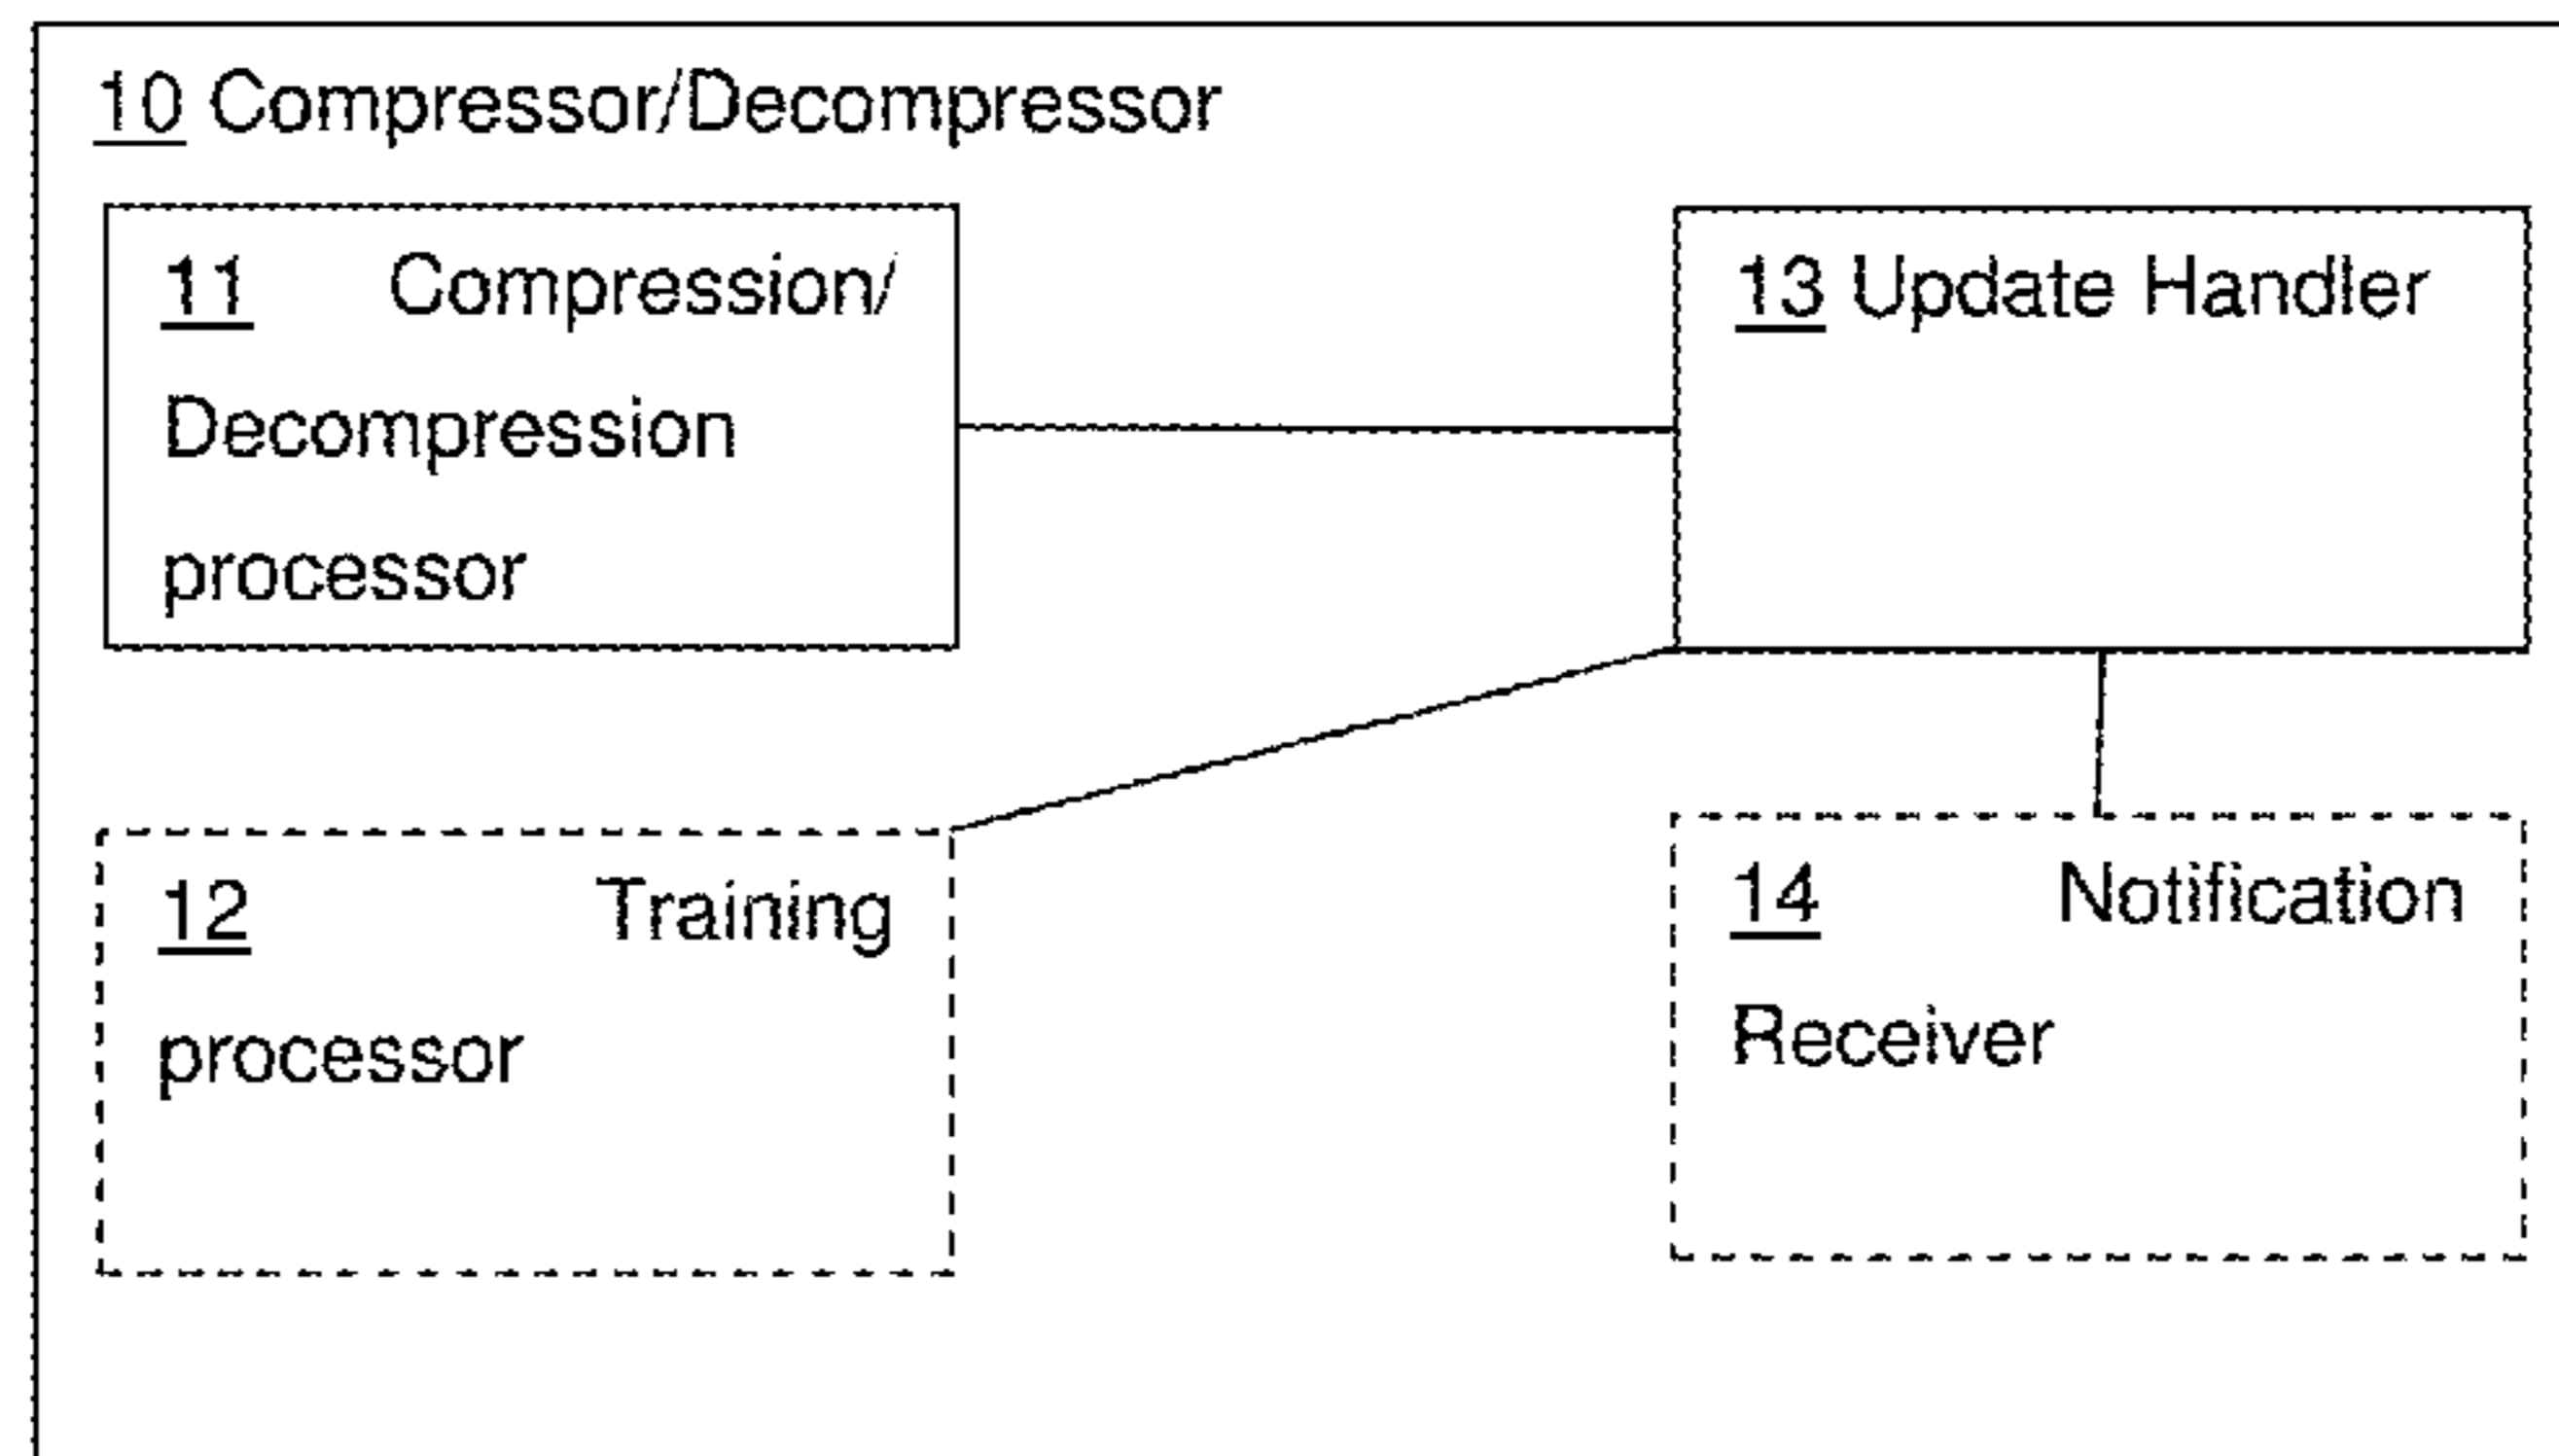 10 Compressor/Decompressor
11 Compression/
Decompression
processor
13 Update Handler
12 Training
processor
14 Notification
Receiver